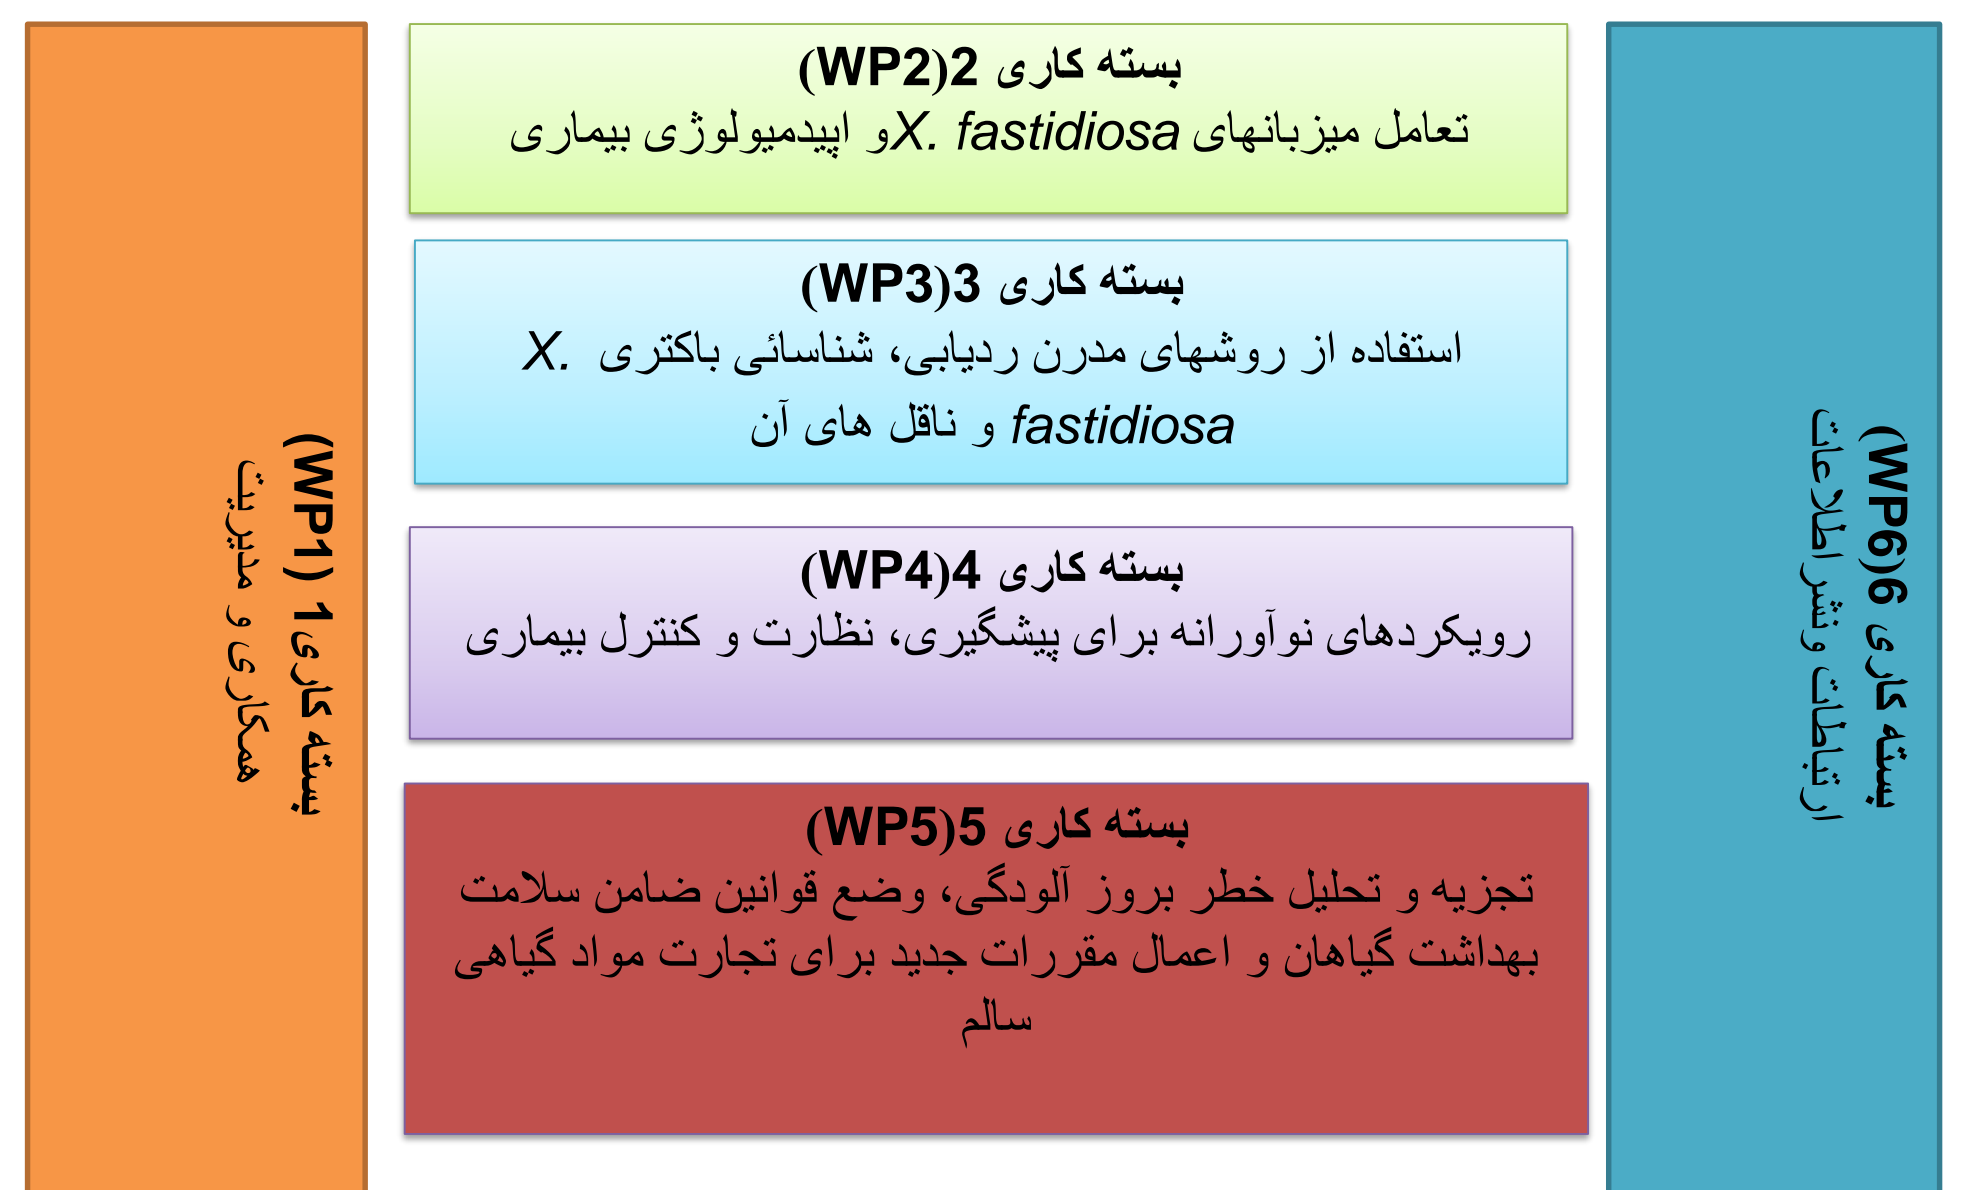 بسته کاری 2(WP2)
تعامل میزبانهای X. fastidiosa و اپیدمیولوژی بیماری
بسته کاری 3(WP3)
استفاده از روشهای مدرن ردیابی، شناسائی باکتری X.
fastidiosa و ناقل های آن
بسته کاری 4(WP4)
رویکردهای نوآورانه برای پیشگیری، نظارت و کنترل بیماری
بسته کاری 5(WP5)
تجزیه و تحلیل خطر بروز آلودگی، وضع قوانین ضامن سلامت
بهداشت گیاهان و اعمال مقررات جدید برای تجارت مواد گیاهی
سالم
بسته کاری 6(WP6)
ارتباطات ونشر اطلاعات
بسته کاری1 (WP1)
همکاری و مدیریت